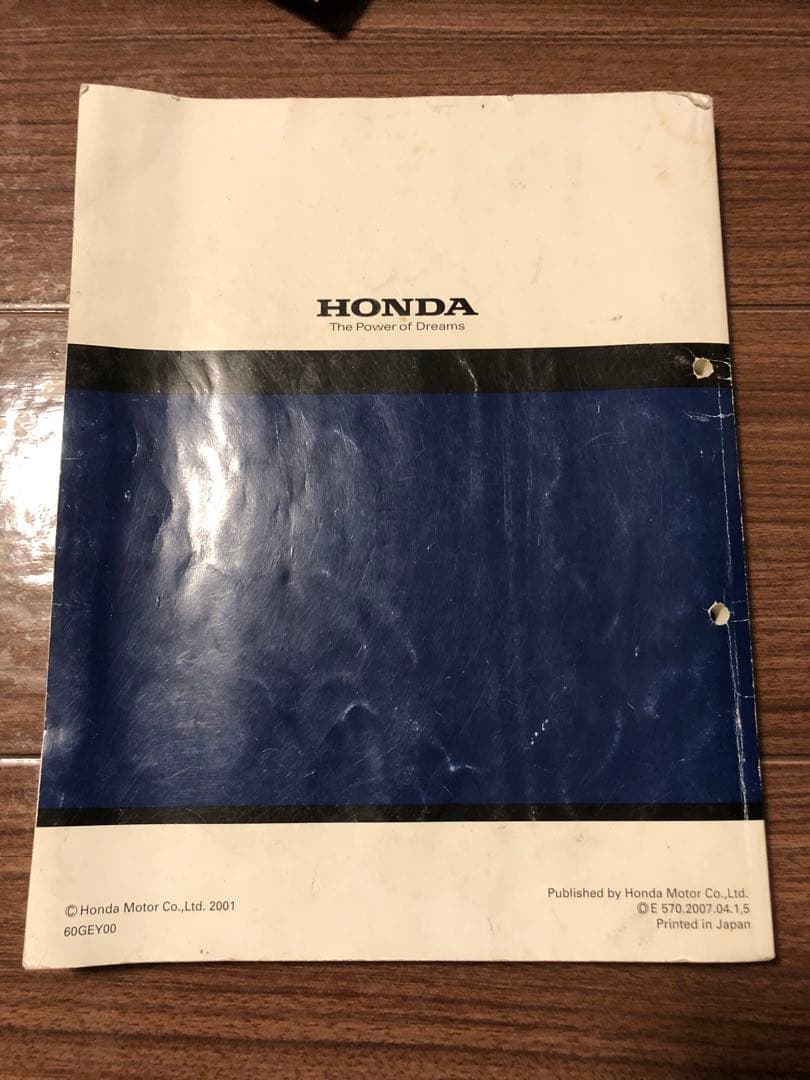 HONDA
The Power of Dreams
© Honda Motor Co.,Ltd. 2001
60GEY00
Published by Honda Motor Co.,Ltd.
ⒸE 570.2007.04.1,5
Printed in Japan